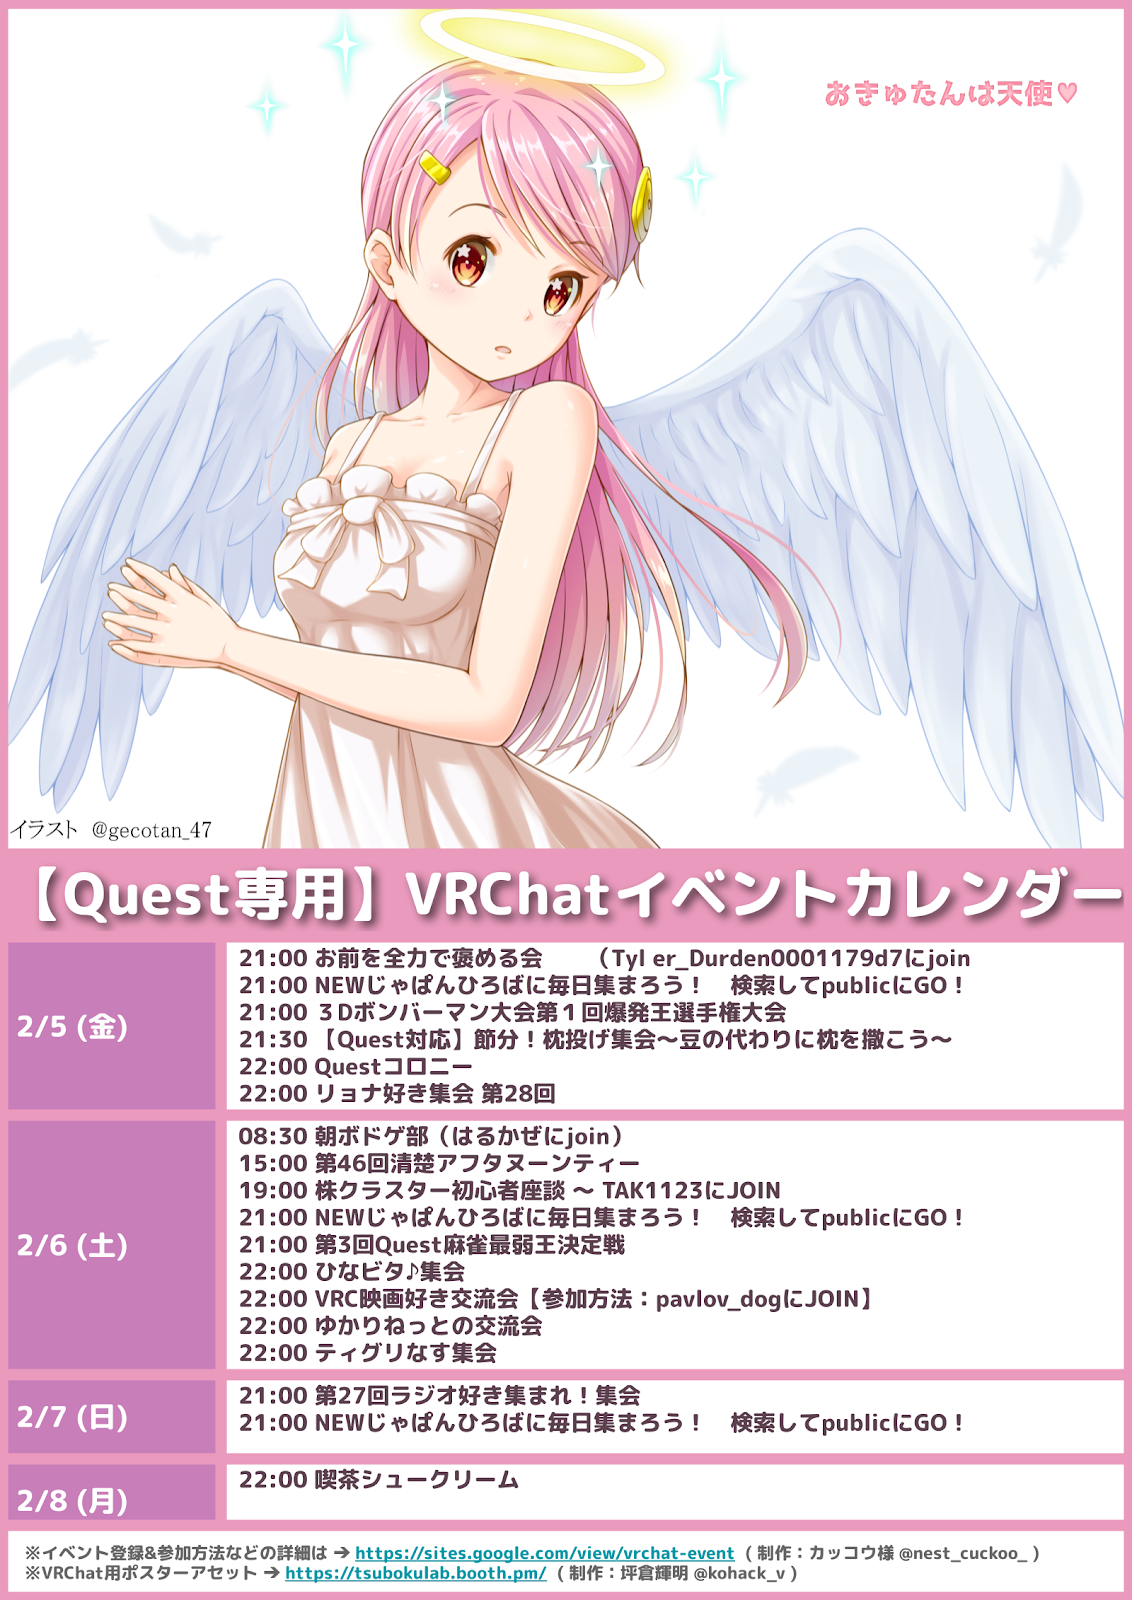 おきゅたんは天使♥
イラスト @gecotan_47
【Quest専用】VRChatイベントカレンダー
2/5 (金)
21:00 お前を全力で褒める会　　（Tyl er_Durden0001179d7にjoin
21:00 NEWじゃぱんひろばに毎日集まろう！　検索してpublicにGO！
21:00 ３Dボンバーマン大会第１回爆発王選手権大会
21:30 【Quest対応】節分！枕投げ集会～豆の代わりに枕を撒こう～
22:00 Questコロニー
22:00 リョナ好き集会 第28回
2/6 (土)
08:30 朝ボドゲ部（はるかぜにjoin）
15:00 第46回清楚アフタヌーンティー
19:00 株クラスター初心者座談 ～ TAK1123にJOIN
21:00 NEWじゃぱんひろばに毎日集まろう！　検索してpublicにGO！
21:00 第3回Quest麻雀最弱王決定戦
22:00 ひなビタ♪集会
22:00 VRC映画好き交流会【参加方法：pavlov_dogにJOIN】
22:00 ゆかりねっとの交流会
22:00 ティグリなす集会
2/7 (日)
21:00 第27回ラジオ好き集まれ！集会
21:00 NEWじゃぱんひろばに毎日集まろう！　検索してpublicにGO！
2/8 (月)
22:00 喫茶シュークリーム
※イベント登録&参加方法などの詳細は → https://sites.google.com/view/vrchat-event （ 制作：カッコウ様 @nest_cuckoo_ ）
※VRChat用ポスターアセット → https://tsubokulab.booth.pm/ （ 制作：坪倉輝明 @kohack_v ）